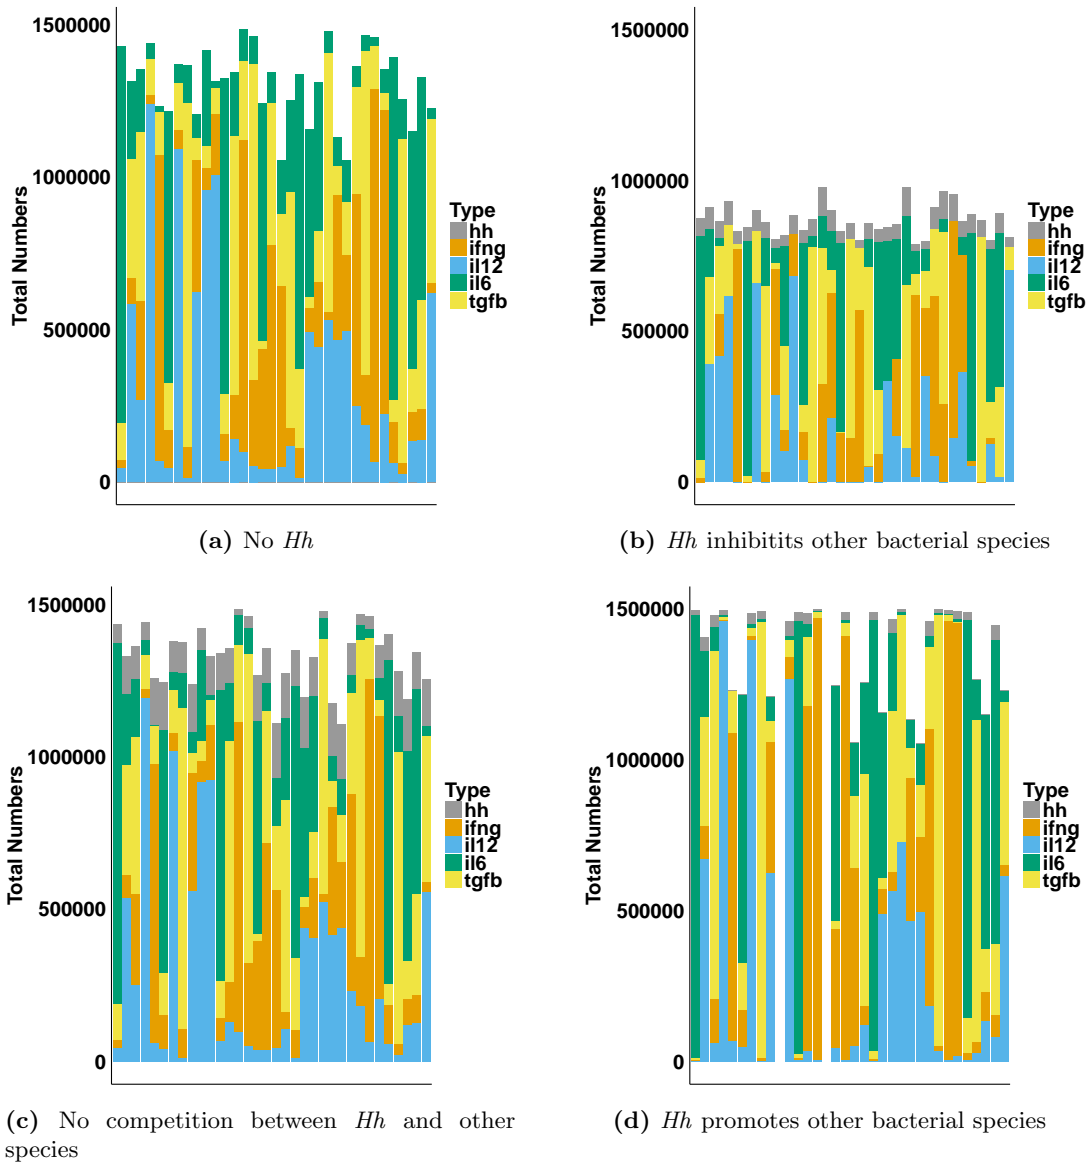 1500000
1000000
500000
0
Total Numbers
Type
hh
ifng
il12
il6
tgfb
(a) No Hh
1500000
1000000
500000
0
Total Numbers
Type
hh
ifng
il12
il6
tgfb
(b) Hh inhibitits other bacterial species
1500000
1000000
500000
0
Total Numbers
Type
hh
ifng
il12
il6
tgfb
(c) No competition between Hh and other
species
1500000
1000000
500000
0
Total Numbers
Type
hh
ifng
il12
il6
tgfb
(d) Hh promotes other bacterial species